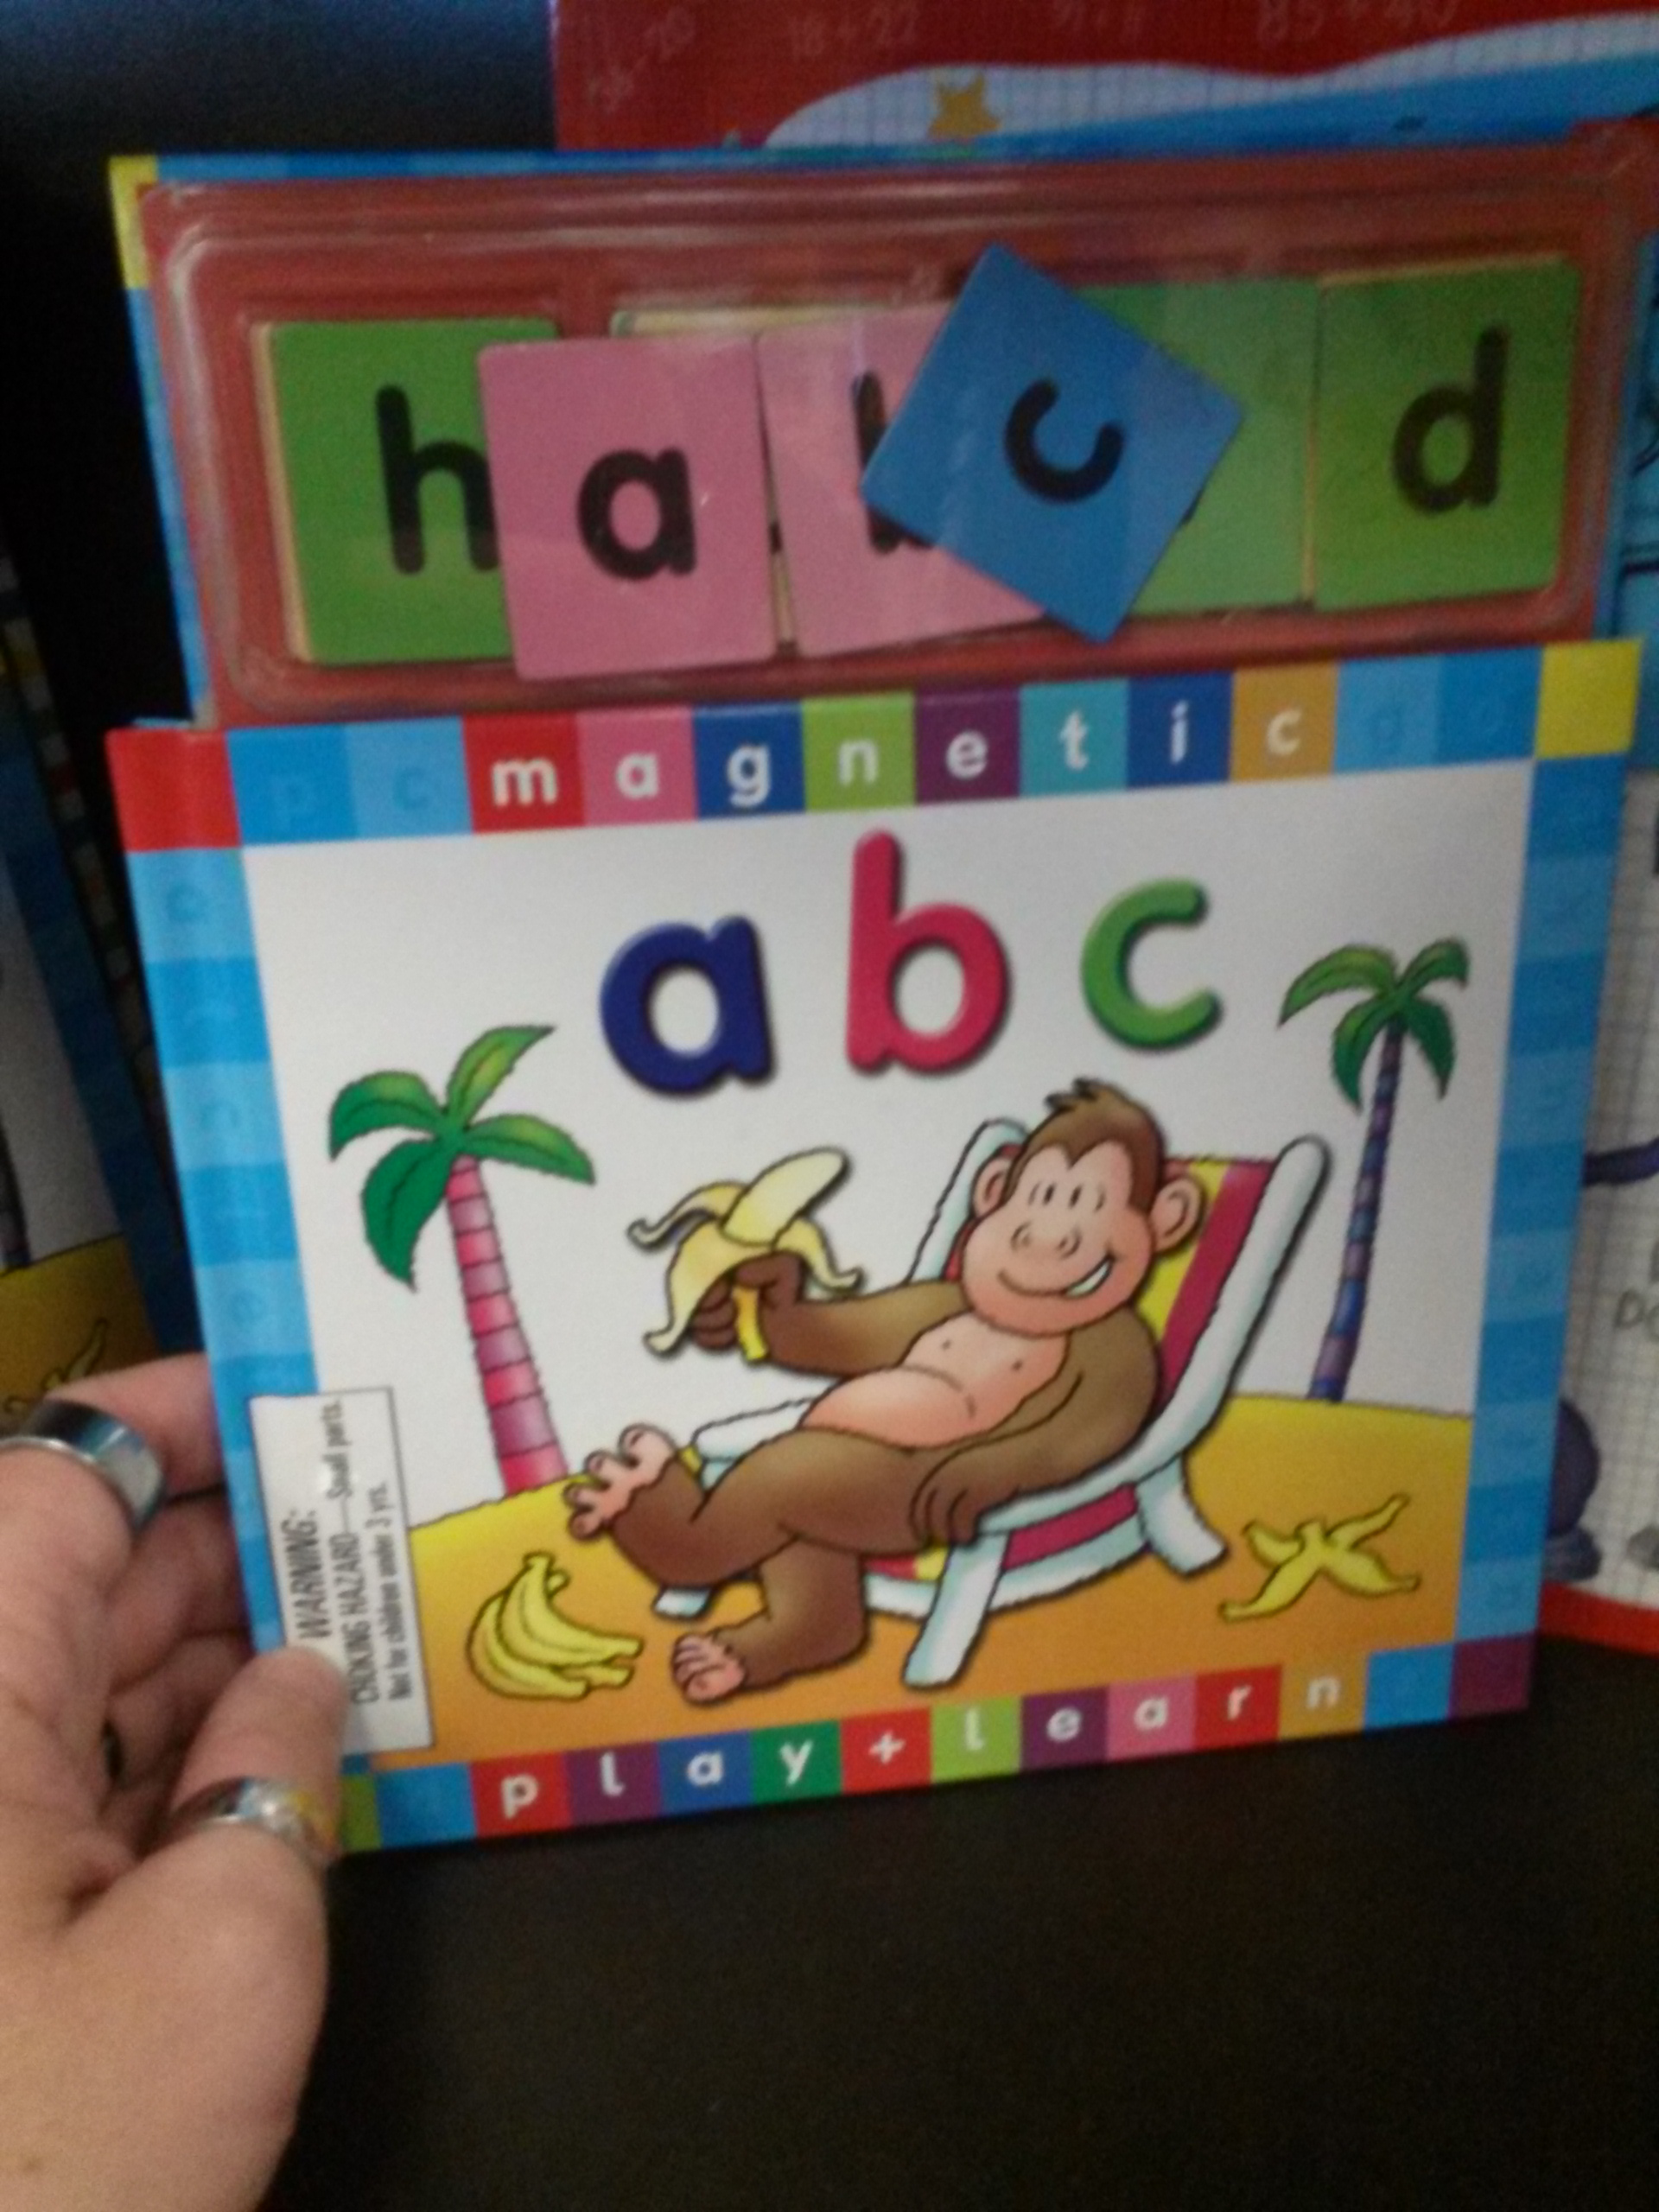 h a b c d
magnetic
abc
WARNING:
CHOKING HAZARD—Small parts.
Not for children under 3 yrs.
play+learn